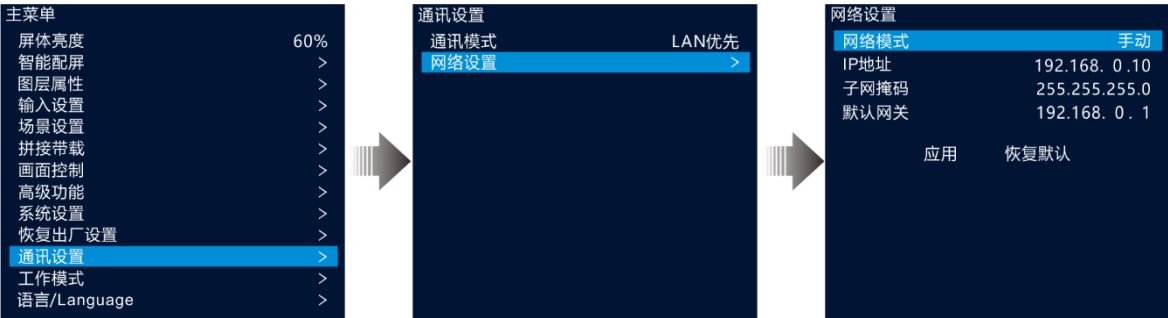 主菜单
屏体亮度 60%
智能配屏 >
图层属性 >
输入设置 >
场景设置 >
拼接带载 >
画面控制 >
高级功能 >
系统设置 >
恢复出厂设置 >
通讯设置 >
工作模式 >
语言/Language >
通讯设置
通讯模式 LAN优先
网络设置 >
网络设置
网络模式 手动
IP地址 192.168. 0.10
子网掩码 255.255.255.0
默认网关 192.168. 0 . 1
应用 恢复默认